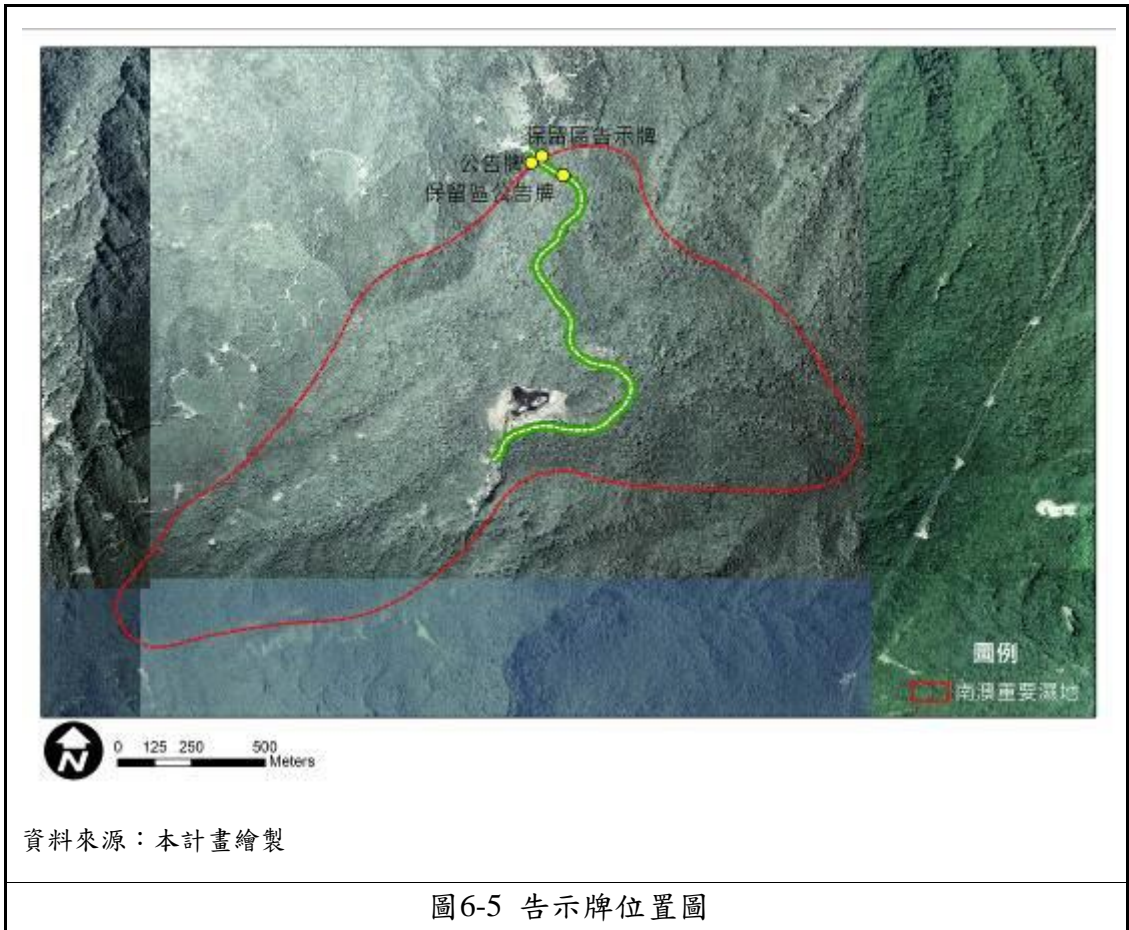 保留區告示牌
公告牌
保留區公告牌
圖例
南澳重要濕地
N
0 125 250 500
Meters
資料來源：本計畫繪製
圖6-5 告示牌位置圖